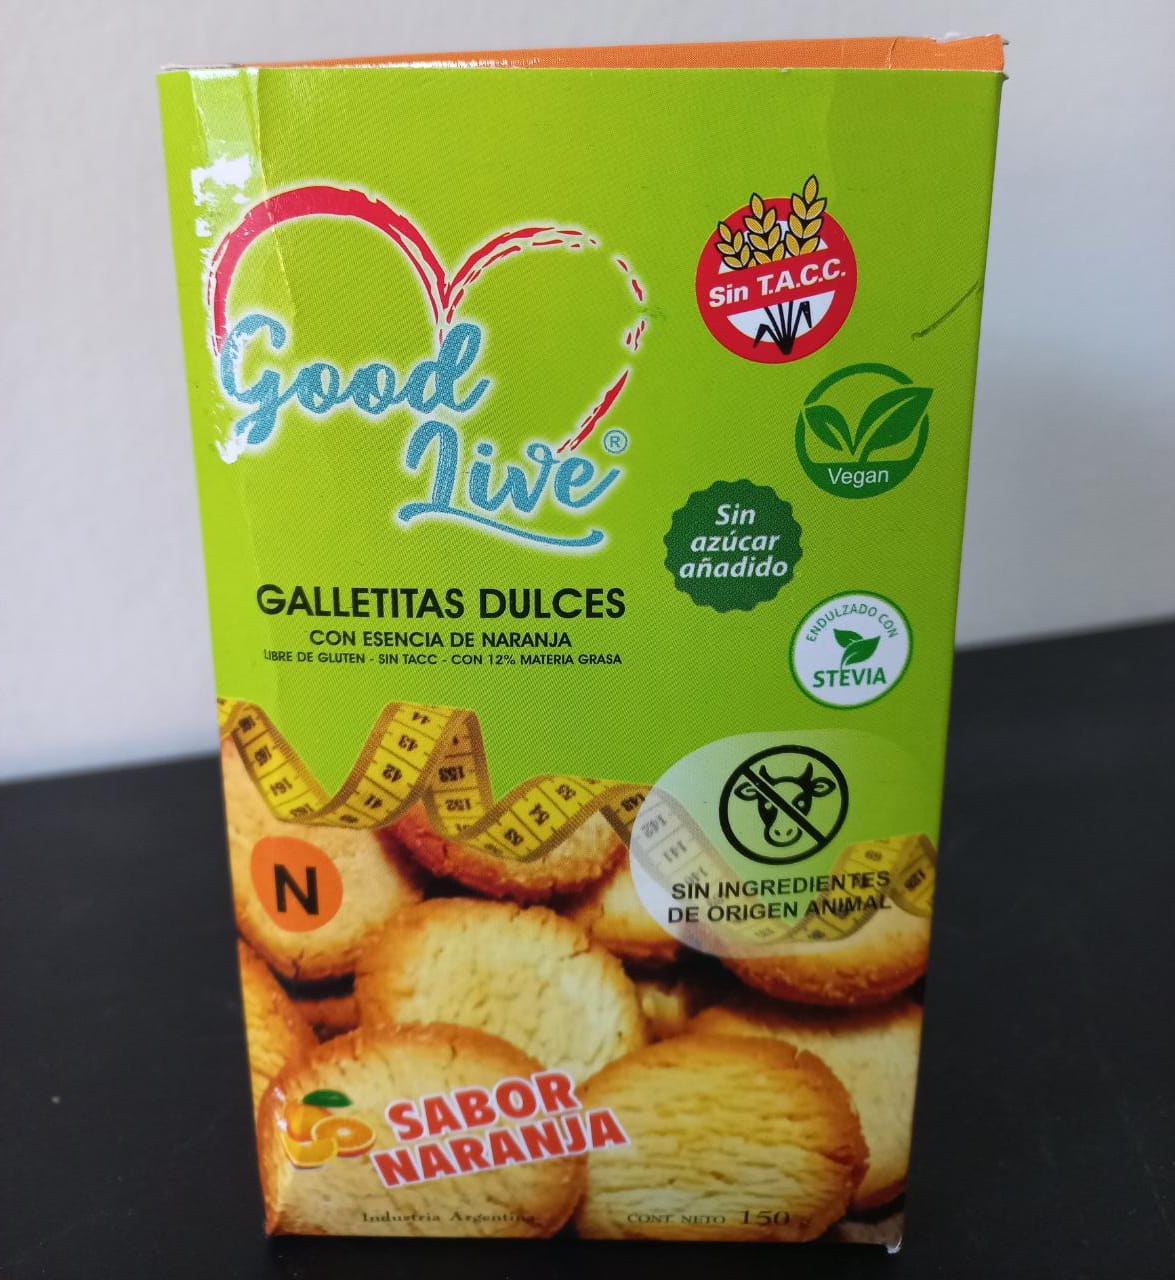 Good
Live®
Sin T.A.C.C.
Vegan
Sin
azúcar
añadido
ENDULZADO CON
STEVIA
GALLETITAS DULCES
CON ESENCIA DE NARANJA
LIBRE DE GLUTEN - SIN TACC - CON 12% MATERIA GRASA
SIN INGREDIENTES
DE ORIGEN ANIMAL
N
SABOR
NARANJA
Industria Argentina
CONT. NETO 150 g